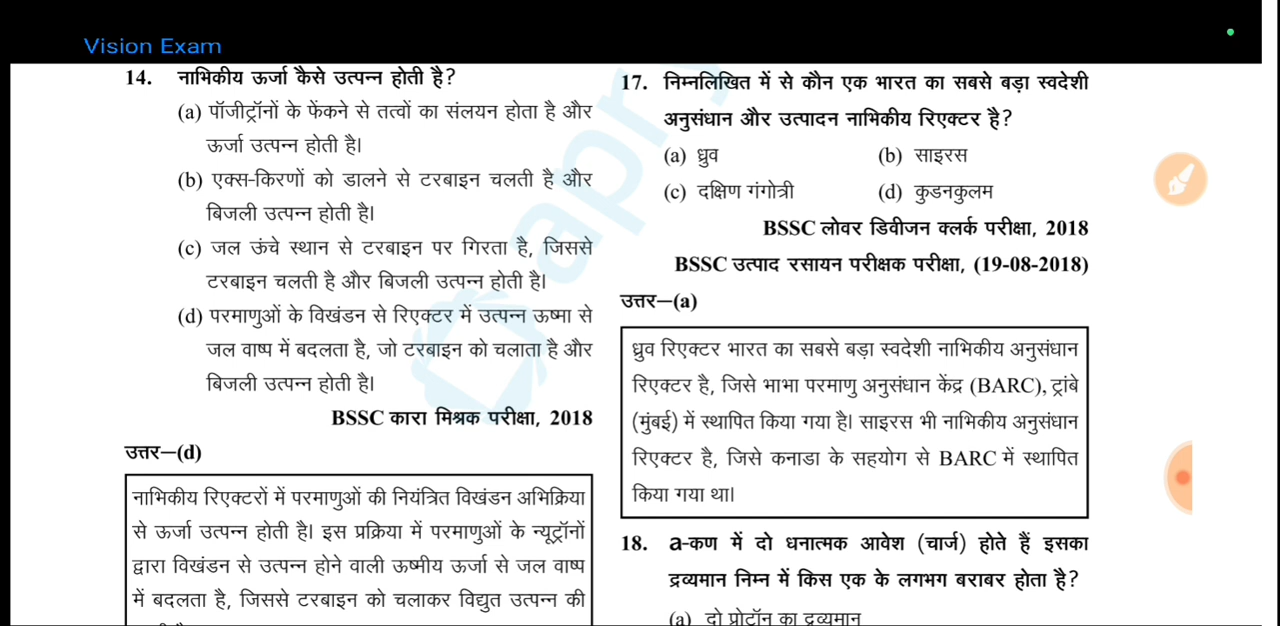 Vision Exam
14. नाभिकीय ऊर्जा कैसे उत्पन्न होती है?
(a) पॉजीट्रॉनों के फेंकने से तत्वों का संलयन होता है और
ऊर्जा उत्पन्न होती है।
(b) एक्स-किरणों को डालने से टरबाइन चलती है और
बिजली उत्पन्न होती है।
(c) जल ऊंचे स्थान से टरबाइन पर गिरता है, जिससे
टरबाइन चलती है और बिजली उत्पन्न होती है।
(d) परमाणुओं के विखंडन से रिएक्टर में उत्पन्न ऊष्मा से
जल वाष्प में बदलता है, जो टरबाइन को चलाता है और
बिजली उत्पन्न होती है।
BSSC कारा मिश्रक परीक्षा, 2018
उत्तर—(d)
नाभिकीय रिएक्टरों में परमाणुओं की नियंत्रित विखंडन अभिक्रिया
से ऊर्जा उत्पन्न होती है। इस प्रक्रिया में परमाणुओं के न्यूट्रॉनों
द्वारा विखंडन से उत्पन्न होने वाली ऊष्मीय ऊर्जा से जल वाष्प
में बदलता है, जिससे टरबाइन को चलाकर विद्युत उत्पन्न की
17. निम्नलिखित में से कौन एक भारत का सबसे बड़ा स्वदेशी
अनुसंधान और उत्पादन नाभिकीय रिएक्टर है?
(a) ध्रुव (b) साइरस
(c) दक्षिण गंगोत्री (d) कुडनकुलम
BSSC लोवर डिवीजन क्लर्क परीक्षा, 2018
BSSC उत्पाद रसायन परीक्षक परीक्षा, (19-08-2018)
उत्तर—(a)
ध्रुव रिएक्टर भारत का सबसे बड़ा स्वदेशी नाभिकीय अनुसंधान
रिएक्टर है, जिसे भाभा परमाणु अनुसंधान केंद्र (BARC), ट्रांबे
(मुंबई) में स्थापित किया गया है। साइरस भी नाभिकीय अनुसंधान
रिएक्टर है, जिसे कनाडा के सहयोग से BARC में स्थापित
किया गया था।
18. a-कण में दो धनात्मक आवेश (चार्ज) होते हैं इसका
द्रव्यमान निम्न में किस एक के लगभग बराबर होता है?
(a) दो प्रोटॉन का द्रव्यमान